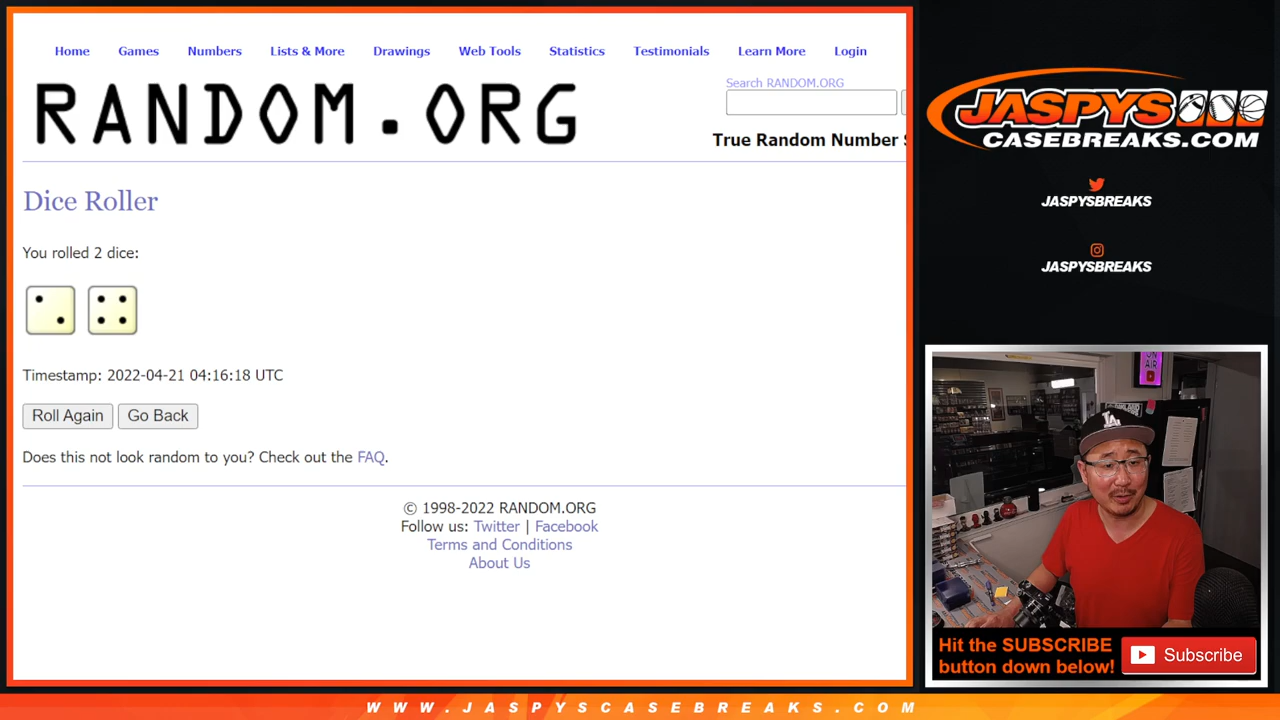 Home Games Numbers Lists & More Drawings Web Tools Statistics Testimonials Learn More Login
RANDOM.ORG
Search RANDOM.ORG
True Random Number
Dice Roller
You rolled 2 dice:
Timestamp: 2022-04-21 04:16:18 UTC
Roll Again Go Back
Does this not look random to you? Check out the FAQ.
© 1998-2022 RANDOM.ORG
Follow us: Twitter | Facebook
Terms and Conditions
About Us
JASPYS
CASEBREAKS.COM
JASPYSBREAKS
JASPYSBREAKS
ON
AIR
LA
Hit the SUBSCRIBE
button down below!
Subscribe
WWW.JASPYSCASEBREAKS.COM